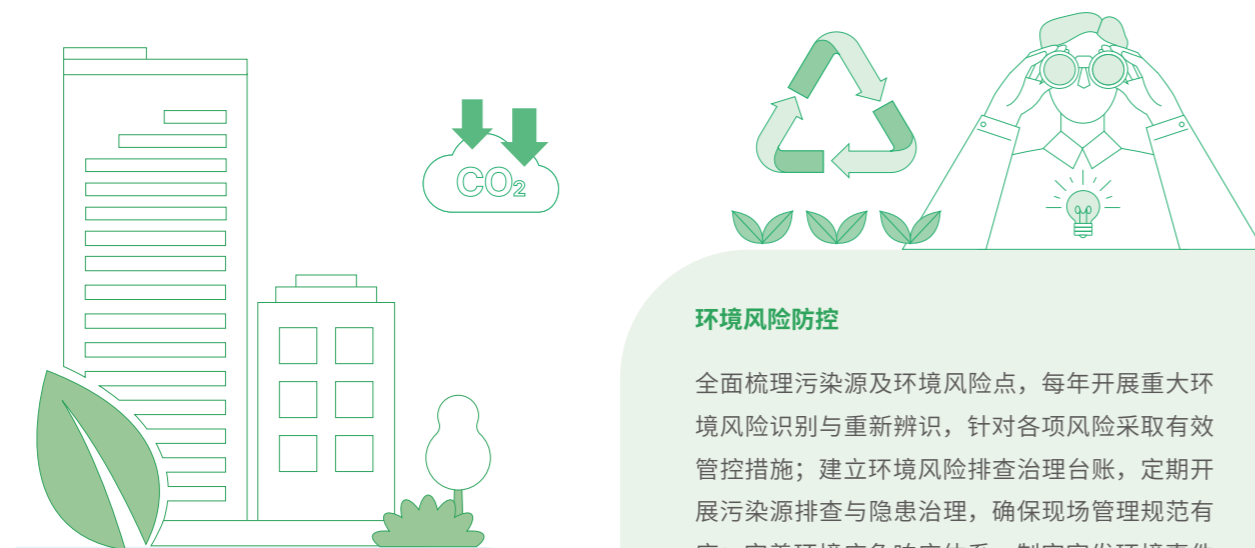 CO₂
环境风险防控
全面梳理污染源及环境风险点，每年开展重大环
境风险识别与重新辨识，针对各项风险采取有效
管控措施；建立环境风险排查治理台账，定期开
展污染源排查与隐患治理，确保现场管理规范有